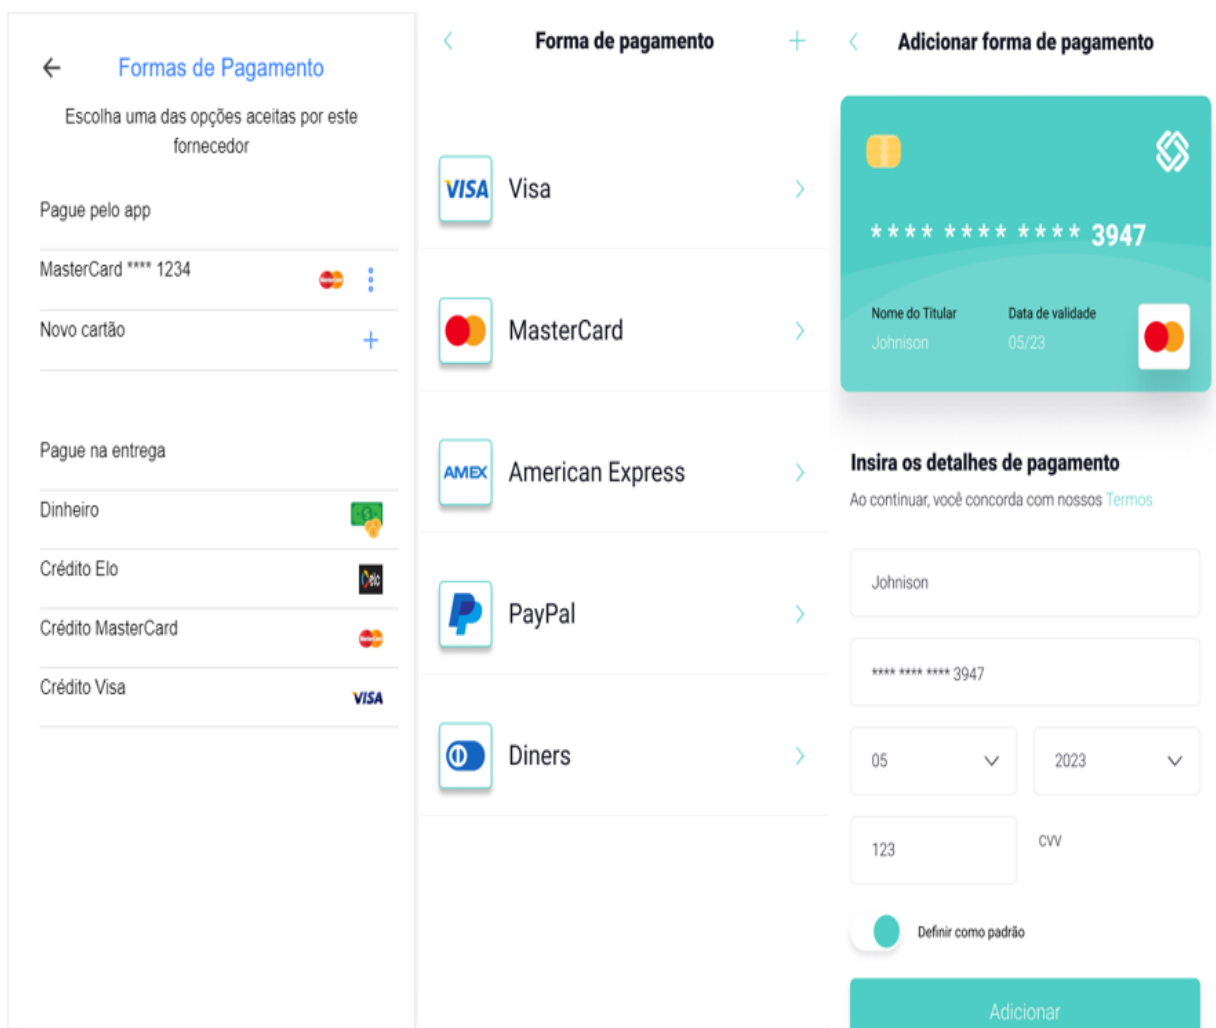 Formas de Pagamento
Escolha uma das opções aceitas por este
fornecedor
Pague pelo app
MasterCard **** 1234
MasterCard
Novo cartão
Pague na entrega
Dinheiro
Crédito Elo
elo
Crédito MasterCard
MasterCard
Crédito Visa
VISA
Forma de pagamento
VISA
Visa
MasterCard
AMEX
American Express
PayPal
Diners
Adicionar forma de pagamento
**** **** **** 3947
Nome do Titular
Data de validade
Johnison
05/23
Insira os detalhes de pagamento
Ao continuar, você concorda com nossos Termos
Johnison
**** **** **** 3947
05
2023
123
CVV
Definir como padrão
Adicionar